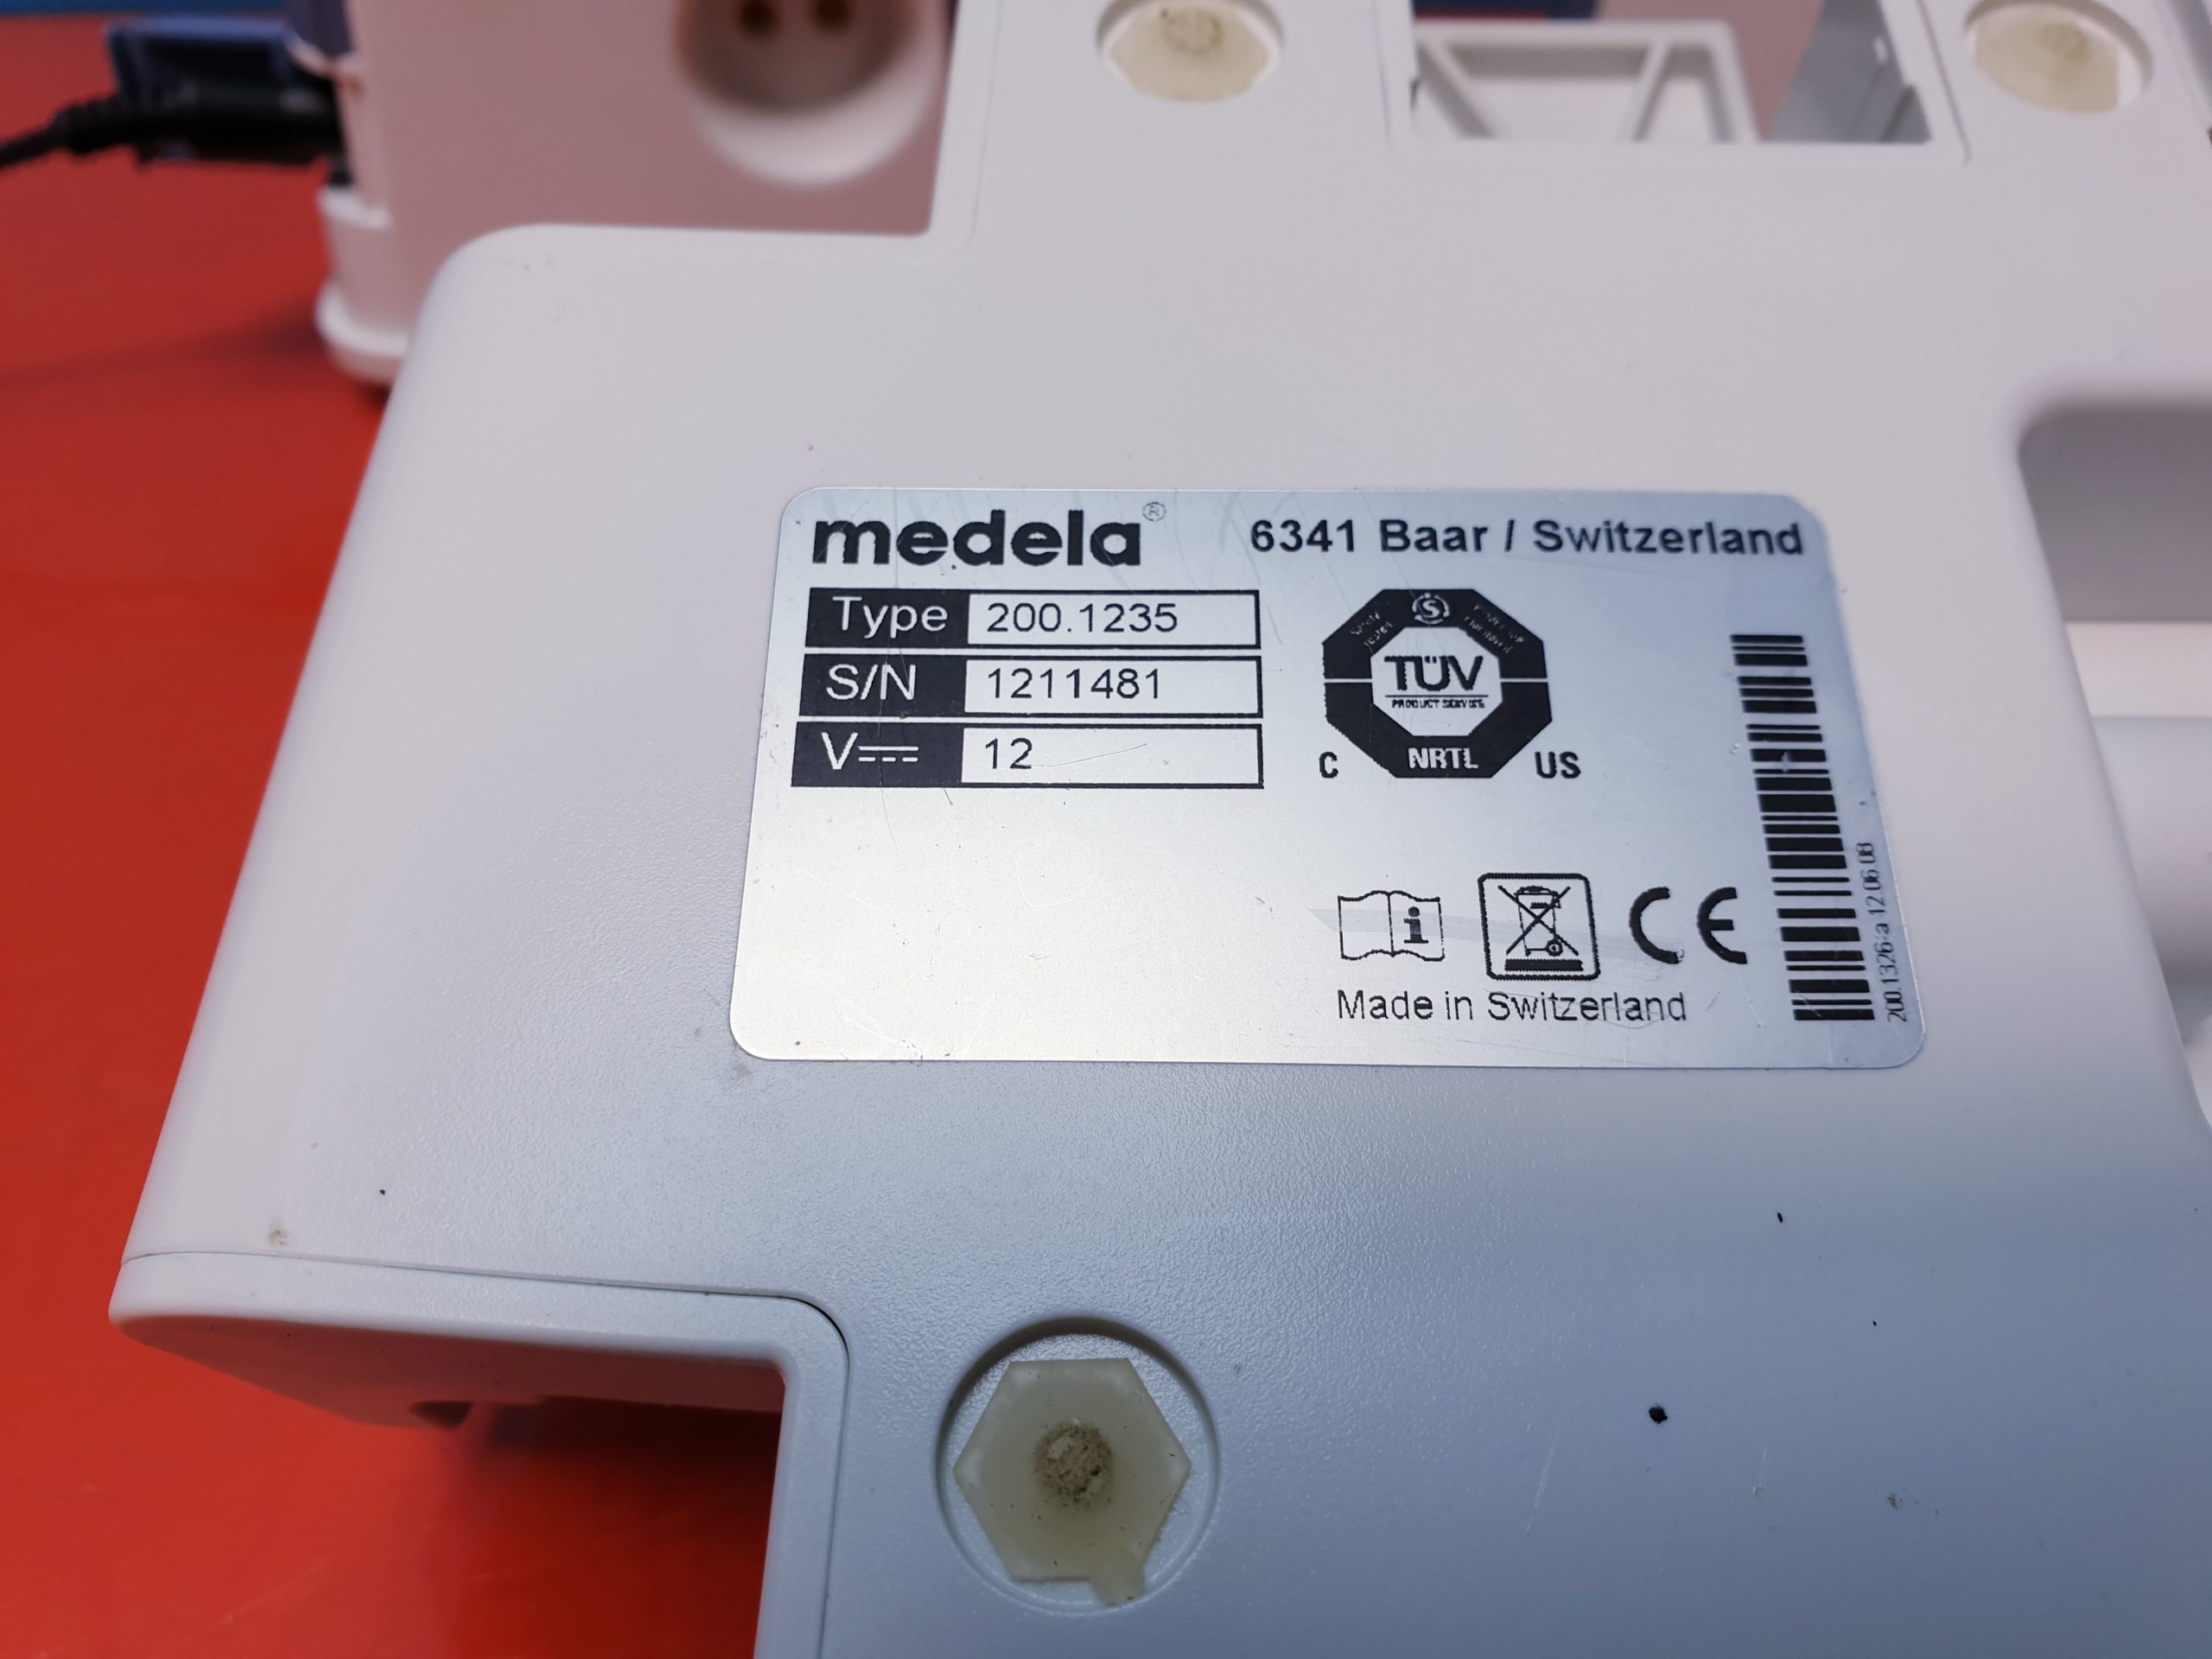 medela® 6341 Baar / Switzerland
Type 200.1235
S/N 1211481
V 12
S
TÜV
PRODUCT SERVICE
C NRTL US
i
CE
Made in Switzerland
200.1326-a 12.06.08